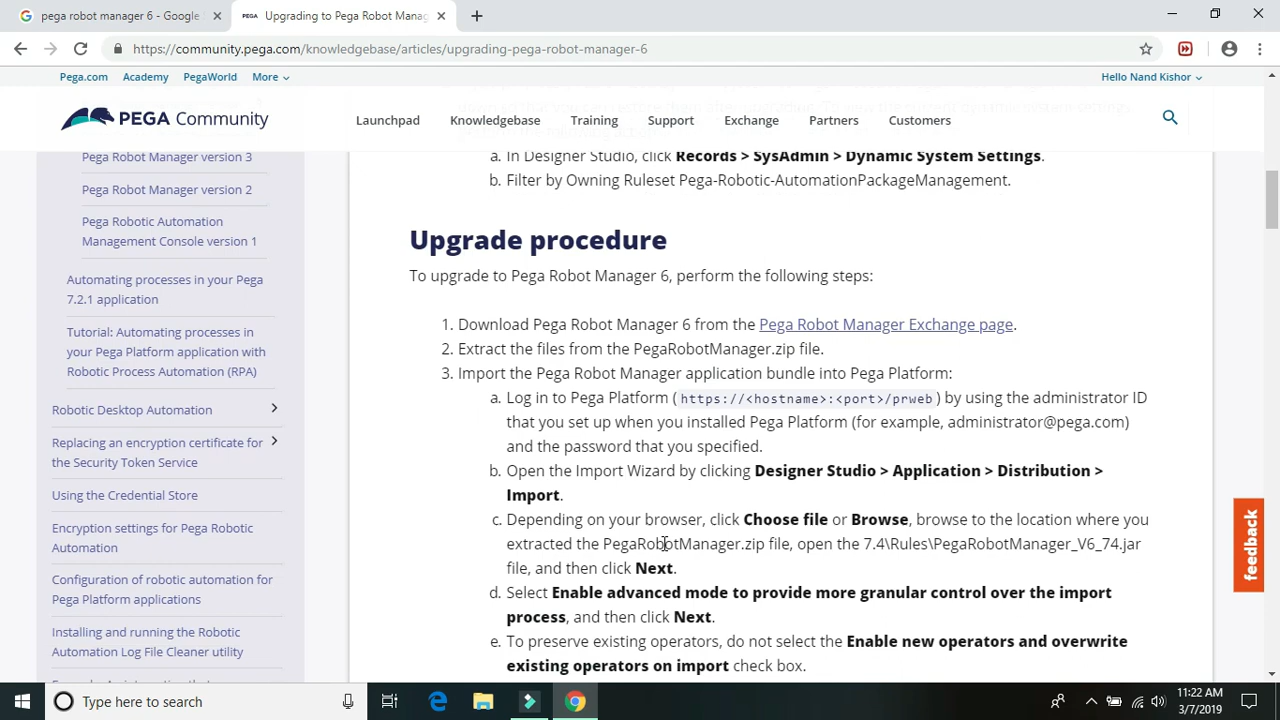 pega robot manager 6 - Google
PEGA Upgrading to Pega Robot Manag
https://community.pega.com/knowledgebase/articles/upgrading-pega-robot-manager-6
Pega.com Academy PegaWorld More Hello Nand Kishor
PEGA Community Launchpad Knowledgebase Training Support Exchange Partners Customers
Pega Robot Manager version 3
Pega Robot Manager version 2
Pega Robotic Automation
Management Console version 1
Automating processes in your Pega
7.2.1 application
Tutorial: Automating processes in
your Pega Platform application with
Robotic Process Automation (RPA)
Robotic Desktop Automation
Replacing an encryption certificate for
the Security Token Service
Using the Credential Store
Encryption settings for Pega Robotic
Automation
Configuration of robotic automation for
Pega Platform applications
Installing and running the Robotic
Automation Log File Cleaner utility
a. In Designer Studio, click Records > SysAdmin > Dynamic System Settings.
b. Filter by Owning Ruleset Pega-Robotic-AutomationPackageManagement.
Upgrade procedure
To upgrade to Pega Robot Manager 6, perform the following steps:
1. Download Pega Robot Manager 6 from the Pega Robot Manager Exchange page.
2. Extract the files from the PegaRobotManager.zip file.
3. Import the Pega Robot Manager application bundle into Pega Platform:
a. Log in to Pega Platform ( https://<hostname>:<port>/prweb ) by using the administrator ID
that you set up when you installed Pega Platform (for example, administrator@pega.com)
and the password that you specified.
b. Open the Import Wizard by clicking Designer Studio > Application > Distribution >
Import.
c. Depending on your browser, click Choose file or Browse, browse to the location where you
extracted the PegaRobotManager.zip file, open the 7.4\Rules\PegaRobotManager_V6_74.jar
file, and then click Next.
d. Select Enable advanced mode to provide more granular control over the import
process, and then click Next.
e. To preserve existing operators, do not select the Enable new operators and overwrite
existing operators on import check box.
feedback
Type here to search
11:22 AM
3/7/2019